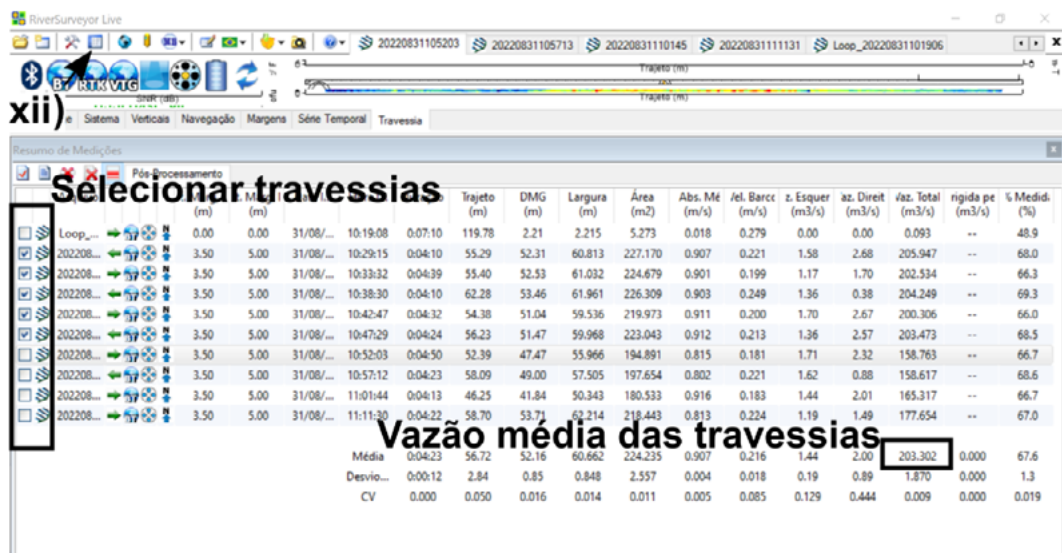 RiverSurveyor Live
20220831105203 20220831105713 20220831110145 20220831111131 Loop_20220831101906
Trajeto (m)
B7 RTK VTG
SNR (dB)
Trajeto (m)
xii) Sistema Verticais Navegação Margens Série Temporal Travessia
Resumo de Medições
Pós-Processamento
Selecionar travessias
Trajeto DMG Largura Área Abs. Mé Vel. Barco z. Esquer az. Direit Vaz. Total rigida pe % Medid
(m) (m) (m) (m) (m) (m2) (m/s) (m/s) (m3/s) (m3/s) (m3/s) (m3/s) (%)
Loop_... 0.00 0.00 31/08/... 10:19:08 0:07:10 119.78 2.21 2.215 5.273 0.018 0.279 0.00 0.00 0.093 -- 48.9
202208... 3.50 5.00 31/08/... 10:29:15 0:04:10 55.29 52.31 60.813 227.170 0.907 0.221 1.58 2.68 205.947 -- 68.0
202208... 3.50 5.00 31/08/... 10:33:32 0:04:39 55.40 52.53 61.032 224.679 0.901 0.199 1.17 1.70 202.534 -- 66.3
202208... 3.50 5.00 31/08/... 10:38:30 0:04:10 62.28 53.46 61.961 226.309 0.903 0.249 1.36 0.38 204.249 -- 69.3
202208... 3.50 5.00 31/08/... 10:42:47 0:04:32 54.38 51.04 59.536 219.973 0.911 0.200 1.70 2.67 200.306 -- 66.0
202208... 3.50 5.00 31/08/... 10:47:29 0:04:24 56.23 51.47 59.968 223.043 0.912 0.213 1.36 2.57 203.473 -- 68.5
202208... 3.50 5.00 31/08/... 10:52:03 0:04:50 52.39 47.47 55.966 194.891 0.815 0.181 1.71 2.32 158.763 -- 66.7
202208... 3.50 5.00 31/08/... 10:57:12 0:04:23 58.09 49.00 57.505 197.654 0.802 0.221 1.62 0.88 158.617 -- 68.6
202208... 3.50 5.00 31/08/... 11:01:44 0:04:13 46.25 41.84 50.343 180.533 0.916 0.183 1.44 2.01 165.317 -- 66.7
202208... 3.50 5.00 31/08/... 11:11:30 0:04:22 58.70 53.71 62.214 218.443 0.813 0.224 1.19 1.49 177.654 -- 67.0
Vazão média das travessias
Média 0:04:23 56.72 52.16 60.662 224.235 0.907 0.216 1.44 2.00 203.302 0.000 67.6
Desvio... 0:00:12 2.84 0.85 0.848 2.557 0.004 0.018 0.19 0.89 1.870 0.000 1.3
CV 0.000 0.050 0.016 0.014 0.011 0.005 0.085 0.129 0.444 0.009 0.000 0.019